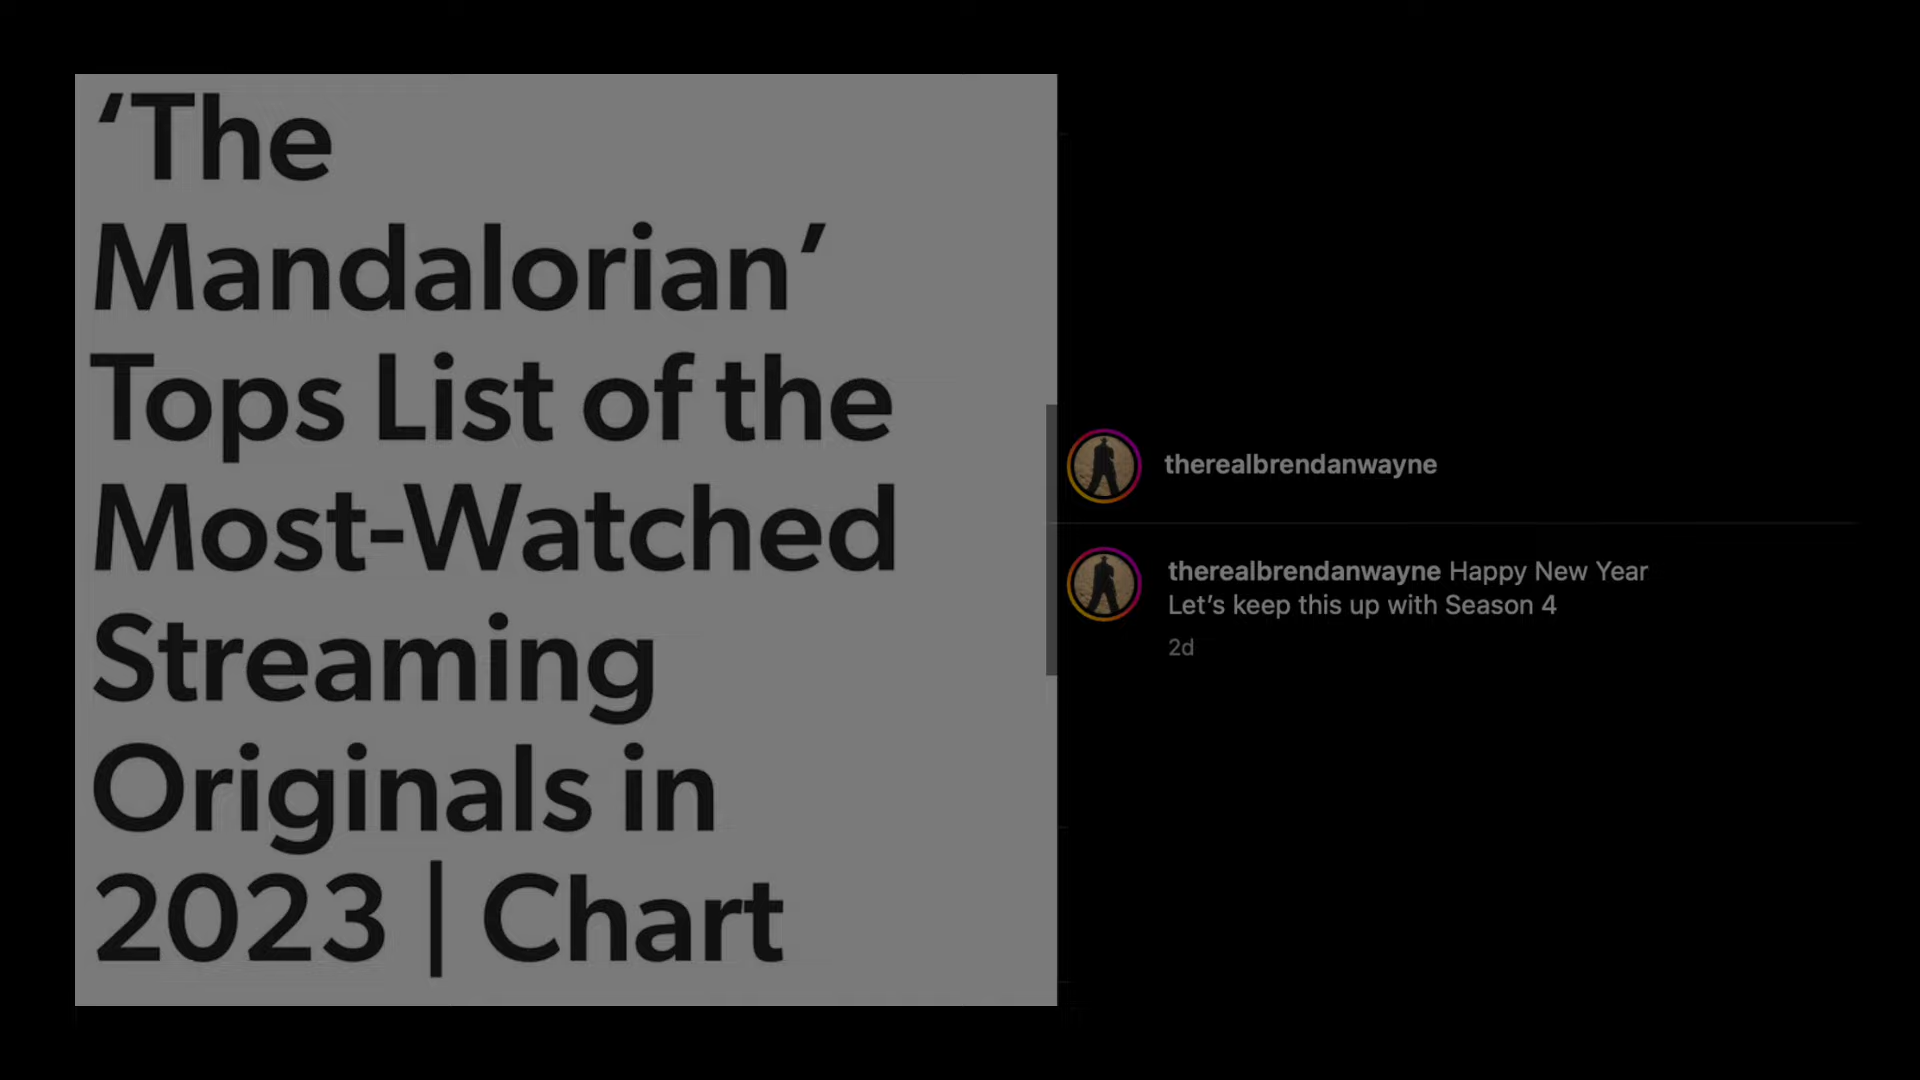 ‘The
Mandalorian’
Tops List of the
Most-Watched
Streaming
Originals in
2023 | Chart
therealbrendanwayne
therealbrendanwayne Happy New Year
Let’s keep this up with Season 4
2d